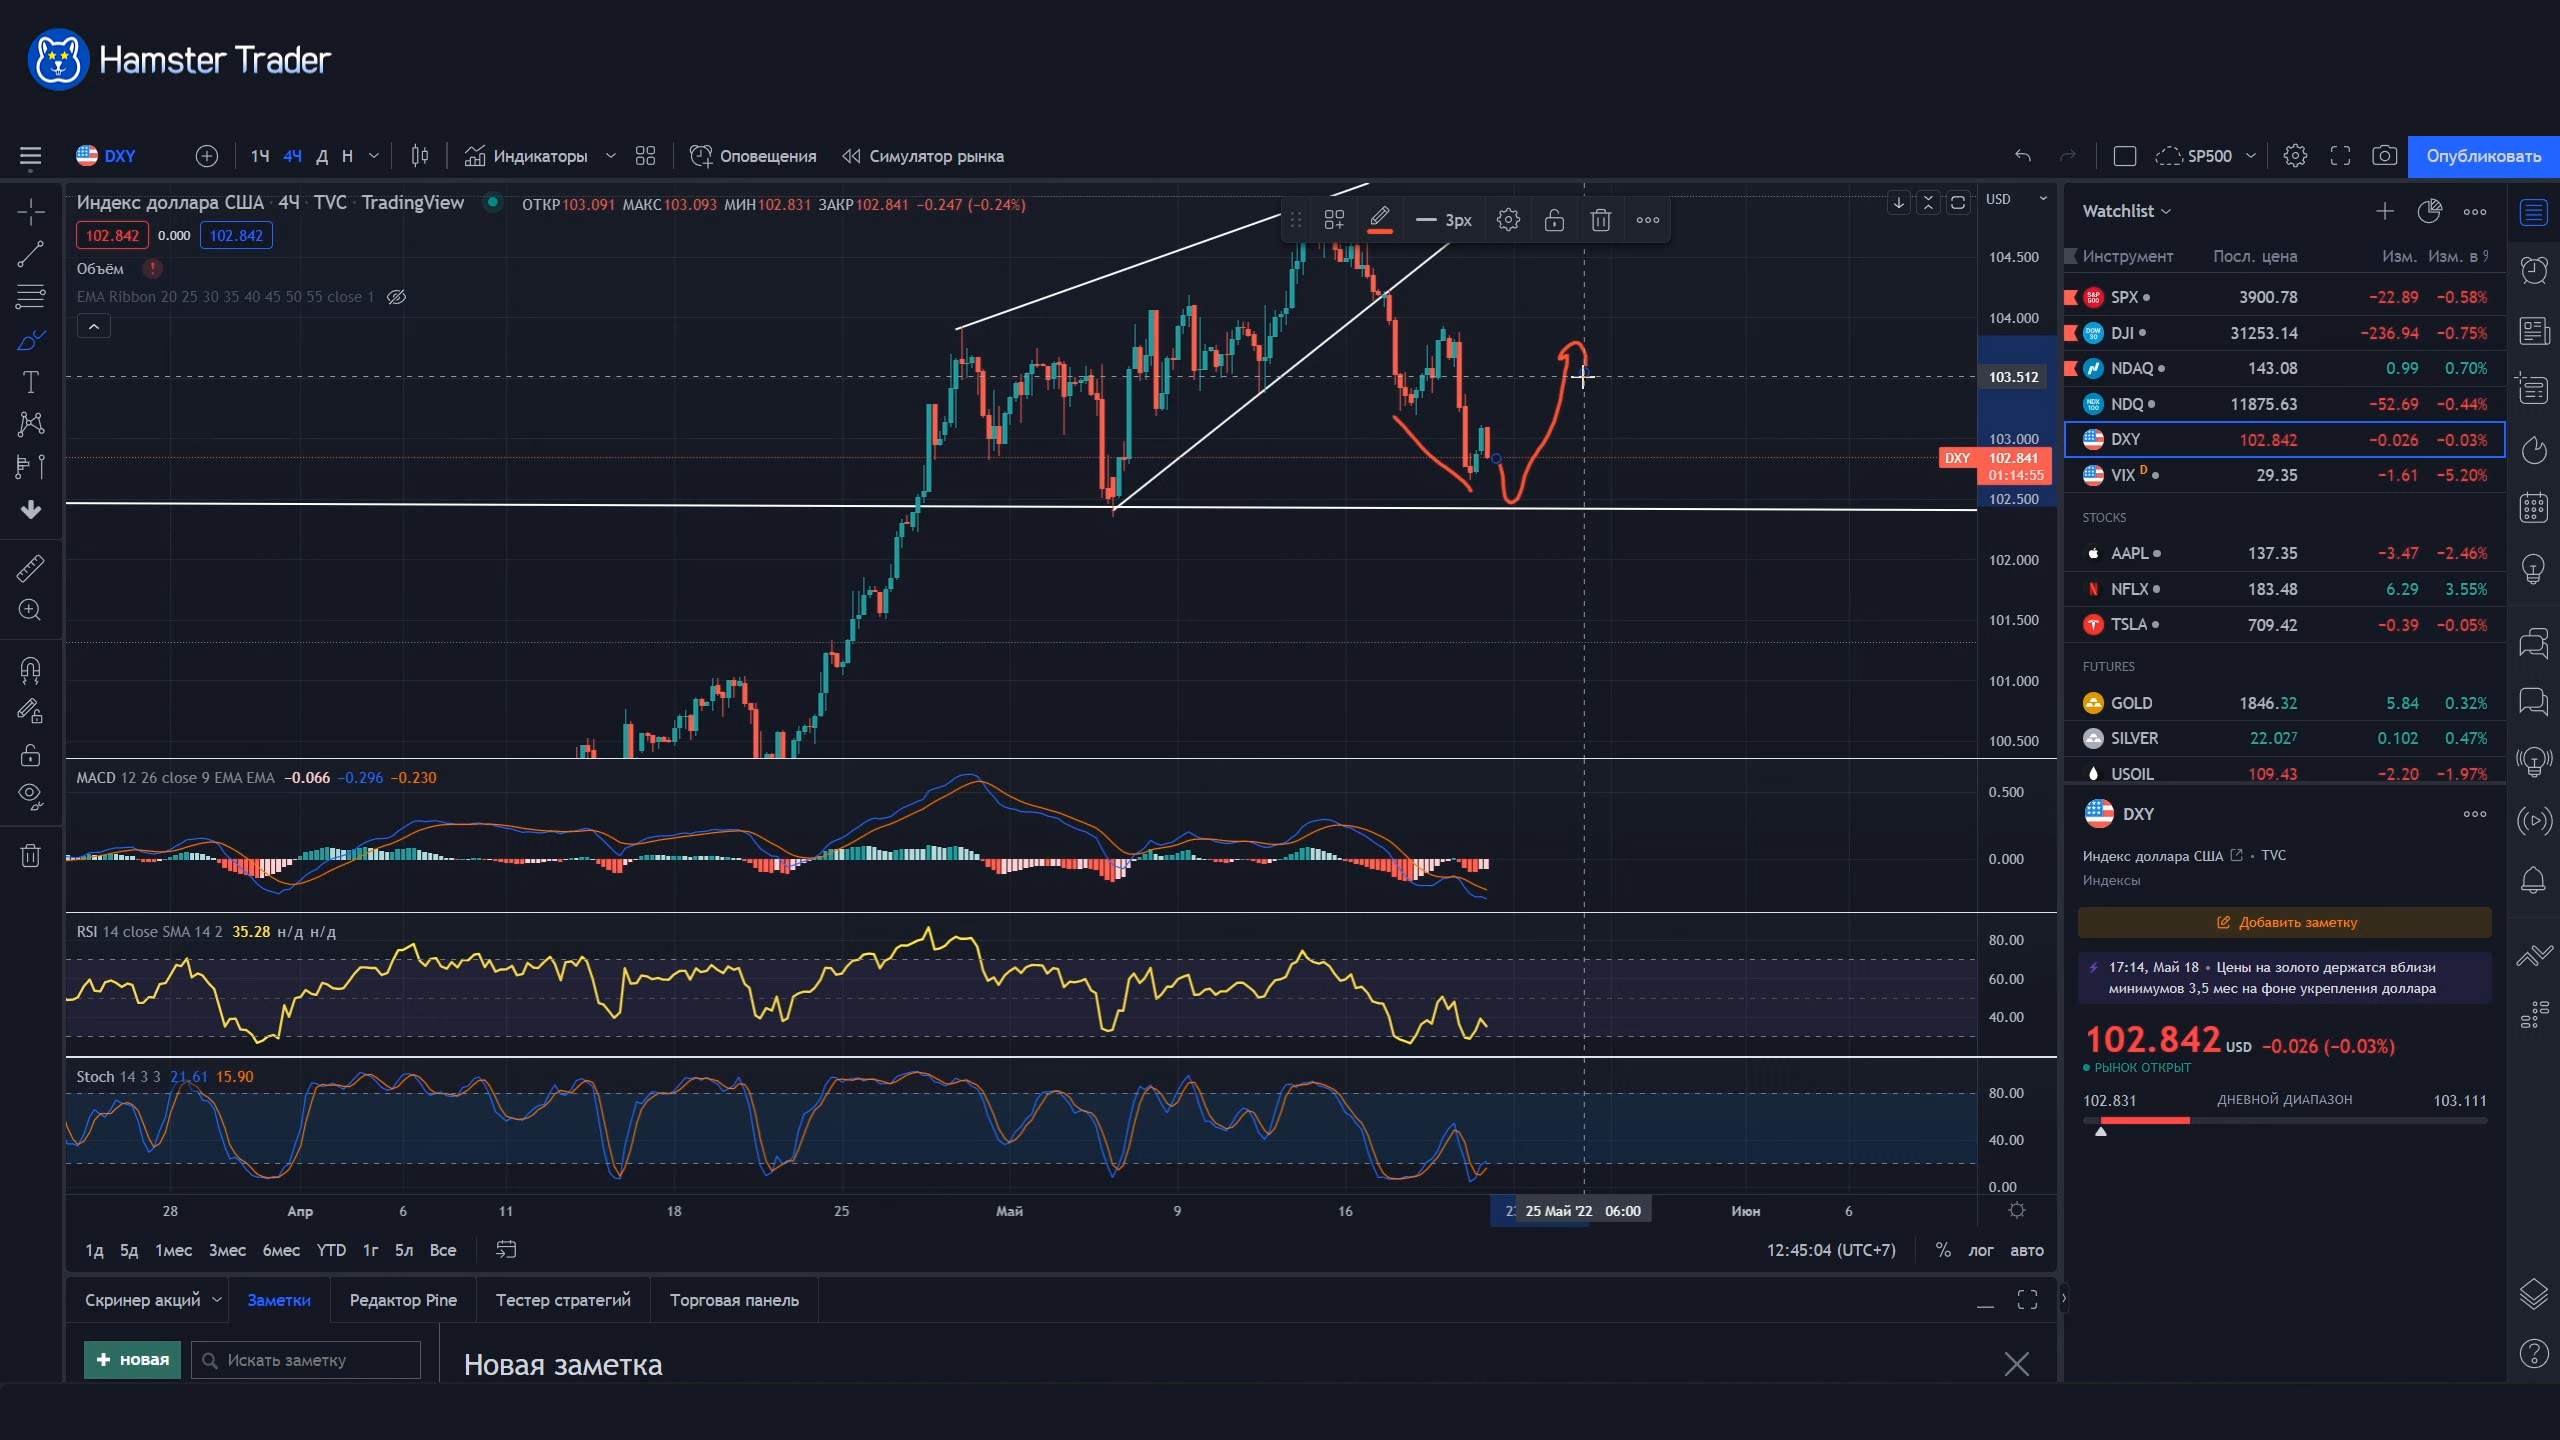 Hamster Trader
DXY 1Ч 4Ч Д Н Индикаторы Оповещения Симулятор рынка SP500 Опубликовать
Индекс доллара США · 4Ч · TVC · TradingView ОТКР103.091 МАКС103.093 МИН102.831 ЗАКР102.841 −0.247 (−0.24%)
102.842 0.000 102.842
Объём
EMA Ribbon 20 25 30 35 40 45 50 55 close 1
3px
USD
104.500
104.000
103.512
103.000
DXY 102.841
01:14:55
102.500
102.000
101.500
101.000
100.500
MACD 12 26 close 9 EMA EMA −0.066 −0.296 −0.230
0.500
0.000
RSI 14 close SMA 14 2 35.28 н/д н/д
80.00
60.00
40.00
Stoch 14 3 3 21.61 15.90
80.00
40.00
0.00
28 Апр 6 11 18 25 Май 9 16 25 Май '22 06:00 Июн 6
1д 5д 1мес 3мес 6мес YTD 1г 5л Все 12:45:04 (UTC+7) % лог авто
Скринер акций Заметки Редактор Pine Тестер стратегий Торговая панель
+ новая Искать заметку Новая заметка
Watchlist
Инструмент Посл. цена Изм. Изм. в
SPX 3900.78 −22.89 −0.58%
DJI 31253.14 −236.94 −0.75%
NDAQ 143.08 0.99 0.70%
NDQ 11875.63 −52.69 −0.44%
DXY 102.842 −0.026 −0.03%
VIX D 29.35 −1.61 −5.20%
STOCKS
AAPL 137.35 −3.47 −2.46%
NFLX 183.48 6.29 3.55%
TSLA 709.42 −0.39 −0.05%
FUTURES
GOLD 1846.32 5.84 0.32%
SILVER 22.027 0.102 0.47%
USOIL 109.43 −2.20 −1.97%
DXY
Индекс доллара США · TVC
Индексы
Добавить заметку
17:14, Май 18 · Цены на золото держатся вблизи
минимумов 3,5 мес на фоне укрепления доллара
102.842 USD −0.026 (−0.03%)
РЫНОК ОТКРЫТ
102.831 ДНЕВНОЙ ДИАПАЗОН 103.111